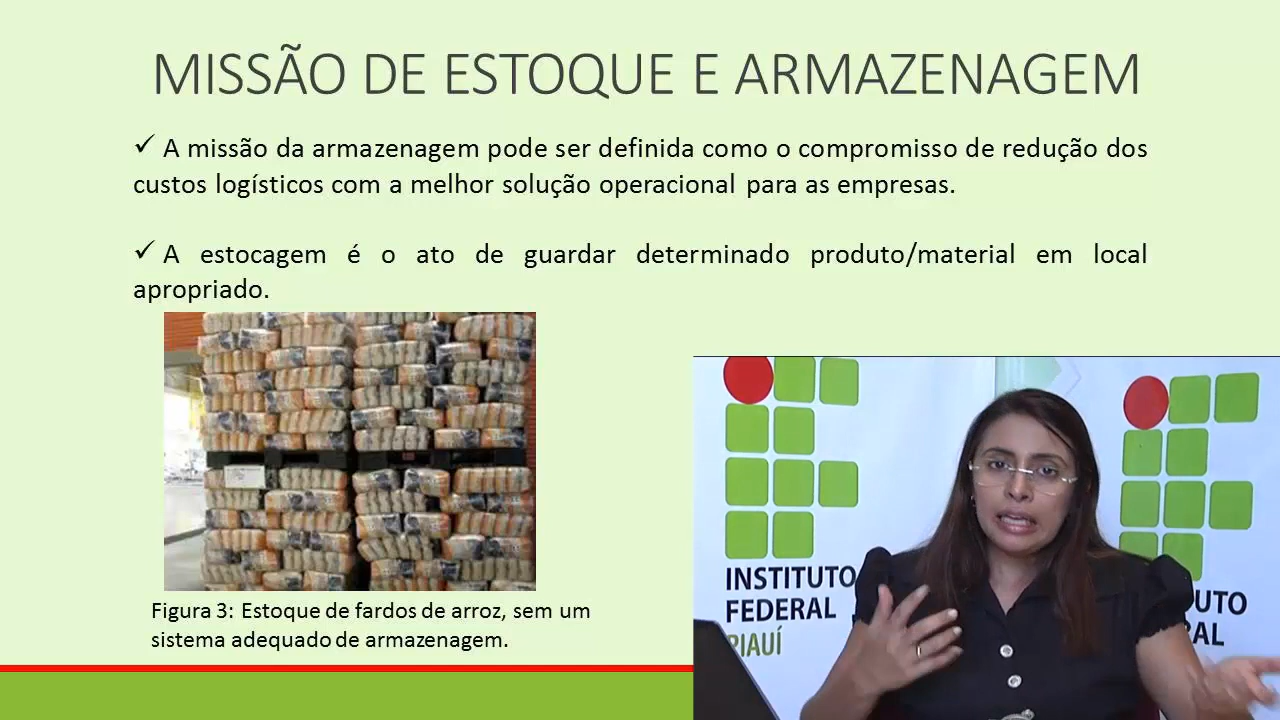 MISSÃO DE ESTOQUE E ARMAZENAGEM
✓ A missão da armazenagem pode ser definida como o compromisso de redução dos
custos logísticos com a melhor solução operacional para as empresas.
✓ A estocagem é o ato de guardar determinado produto/material em local
apropriado.
Figura 3: Estoque de fardos de arroz, sem um
sistema adequado de armazenagem.
INSTITUTO
FEDERAL
PIAUÍ
UTO
RAL